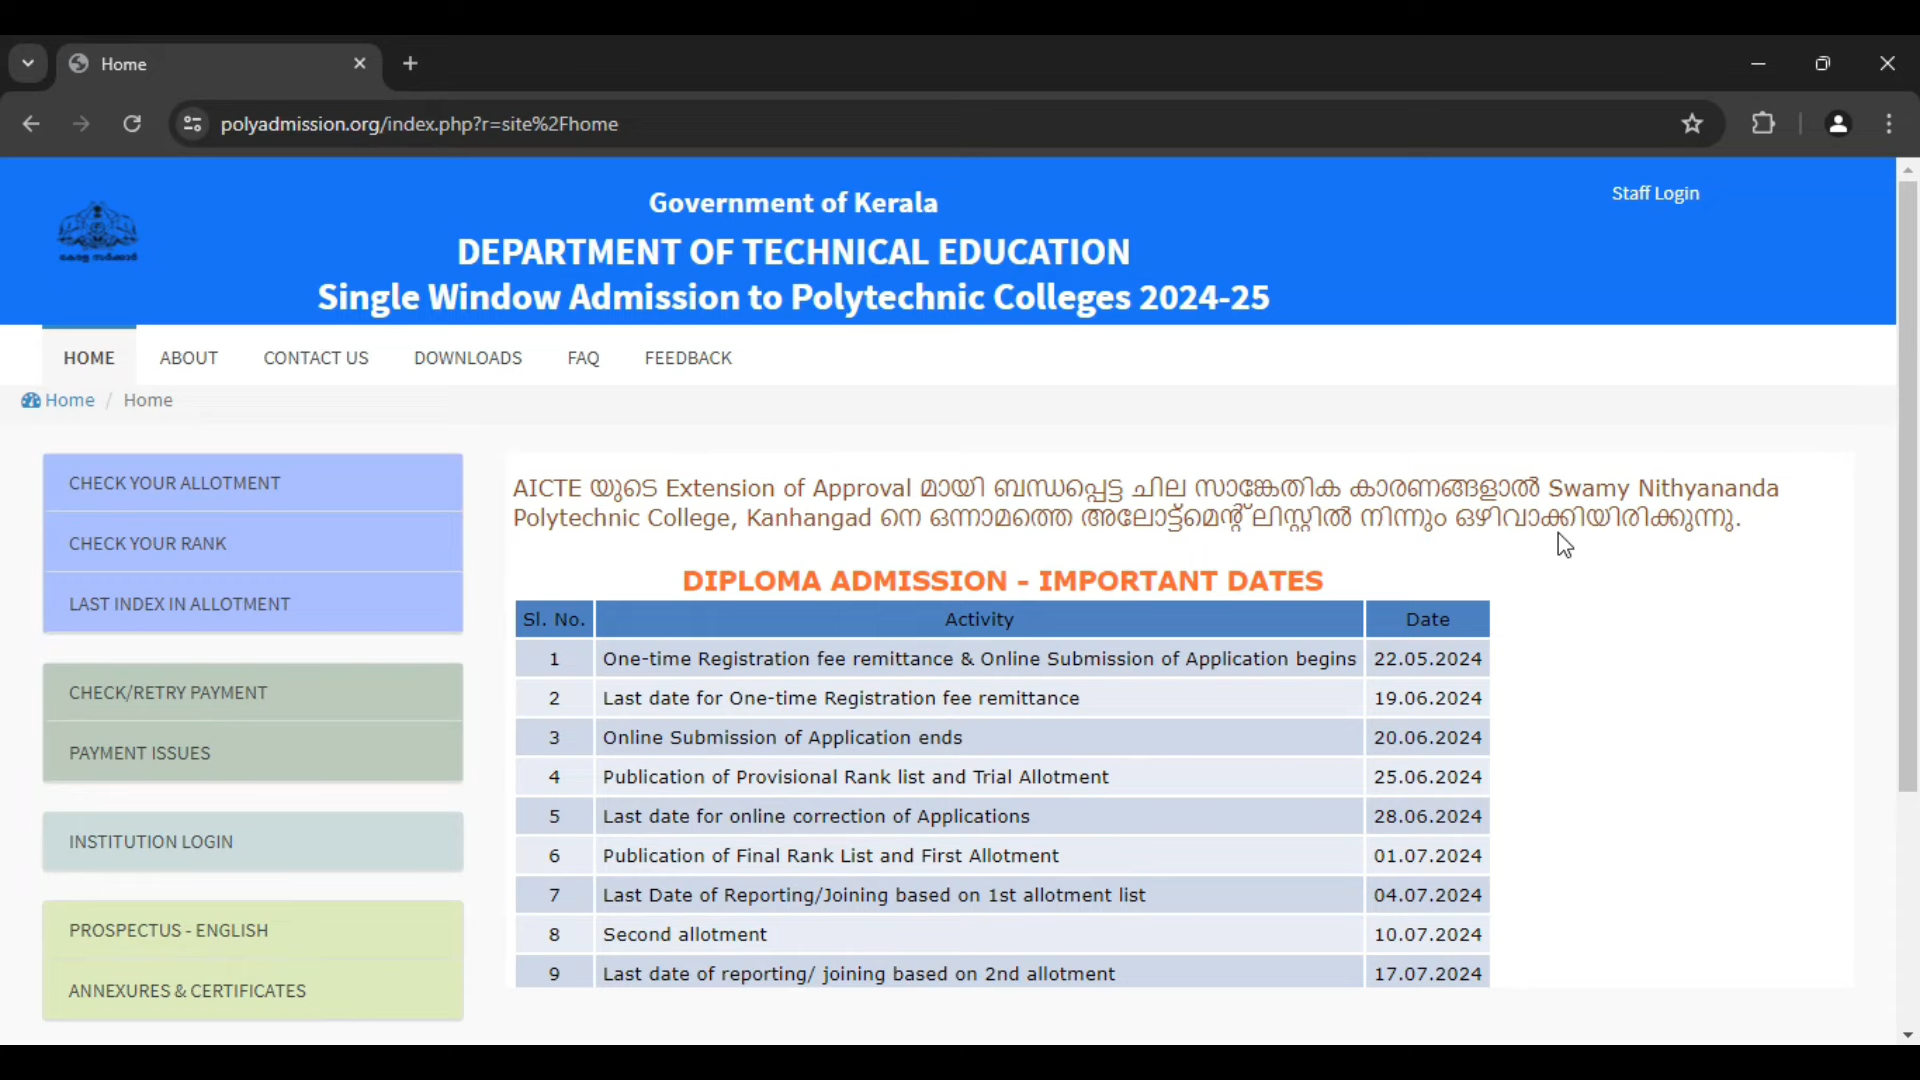 Home
polyadmission.org/index.php?r=site%2Fhome
Government of Kerala
Staff Login
DEPARTMENT OF TECHNICAL EDUCATION
Single Window Admission to Polytechnic Colleges 2024-25
കേരള സർക്കാർ
HOME ABOUT CONTACT US DOWNLOADS FAQ FEEDBACK
Home / Home
CHECK YOUR ALLOTMENT
CHECK YOUR RANK
LAST INDEX IN ALLOTMENT
CHECK/RETRY PAYMENT
PAYMENT ISSUES
INSTITUTION LOGIN
PROSPECTUS - ENGLISH
ANNEXURES & CERTIFICATES
AICTE യുടെ Extension of Approval മായി ബന്ധപ്പെട്ട ചില സാങ്കേതിക കാരണങ്ങളാൽ Swamy Nithyananda
Polytechnic College, Kanhangad നെ ഒന്നാമത്തെ അലോട്ട്മെന്റ് ലിസ്റ്റിൽ നിന്നും ഒഴിവാക്കിയിരിക്കുന്നു.
DIPLOMA ADMISSION - IMPORTANT DATES
Sl. No. Activity Date
1 One-time Registration fee remittance & Online Submission of Application begins 22.05.2024
2 Last date for One-time Registration fee remittance 19.06.2024
3 Online Submission of Application ends 20.06.2024
4 Publication of Provisional Rank list and Trial Allotment 25.06.2024
5 Last date for online correction of Applications 28.06.2024
6 Publication of Final Rank List and First Allotment 01.07.2024
7 Last Date of Reporting/Joining based on 1st allotment list 04.07.2024
8 Second allotment 10.07.2024
9 Last date of reporting/ joining based on 2nd allotment 17.07.2024